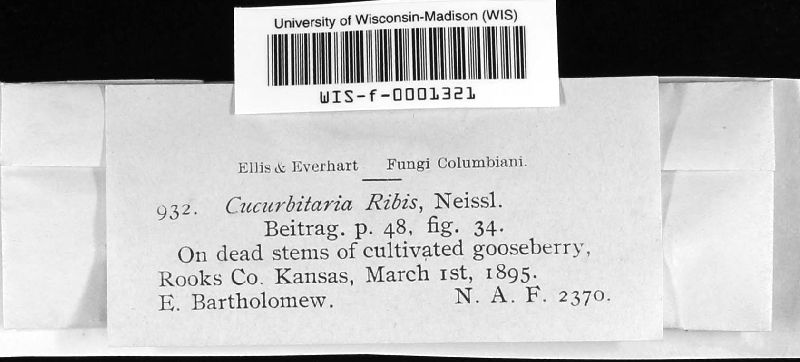 University of Wisconsin-Madison (WIS)
WIS-f-0001321
Ellis & Everhart Fungi Columbiani.
932. Cucurbitaria Ribis, Neissl.
Beitrag. p. 48, fig. 34.
On dead stems of cultivated gooseberry,
Rooks Co. Kansas, March 1st, 1895.
E. Bartholomew. N. A. F. 2370.